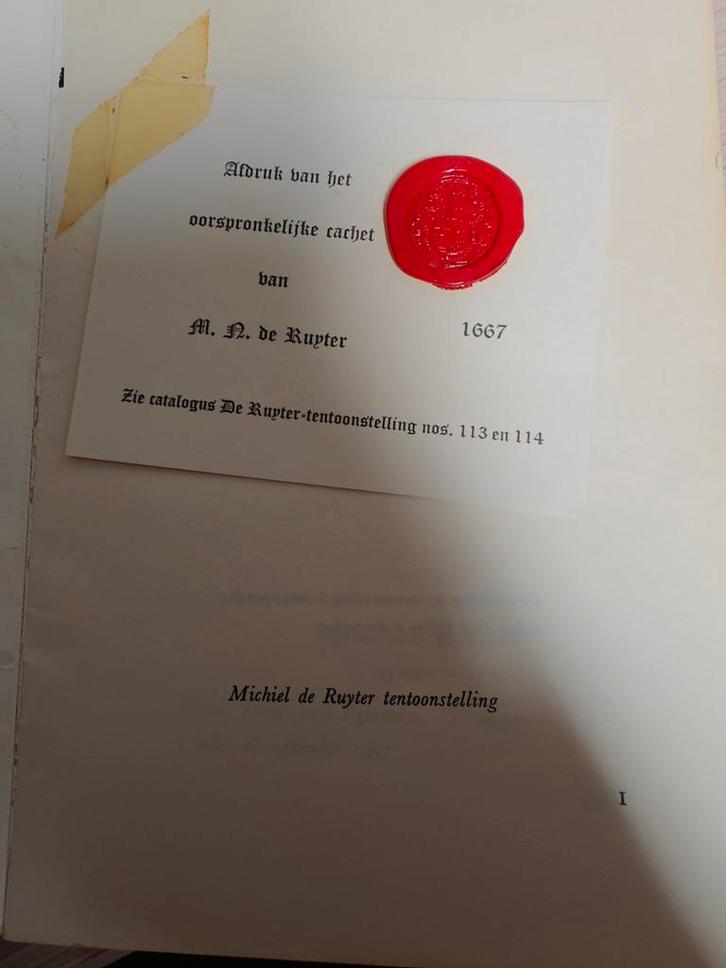 Afdruk van het
oorspronkelijke cachet
van
M. A. de Ruyter 1667
Zie catalogus De Ruyter-tentoonstelling nos. 113 en 114
Michiel de Ruyter tentoonstelling
I